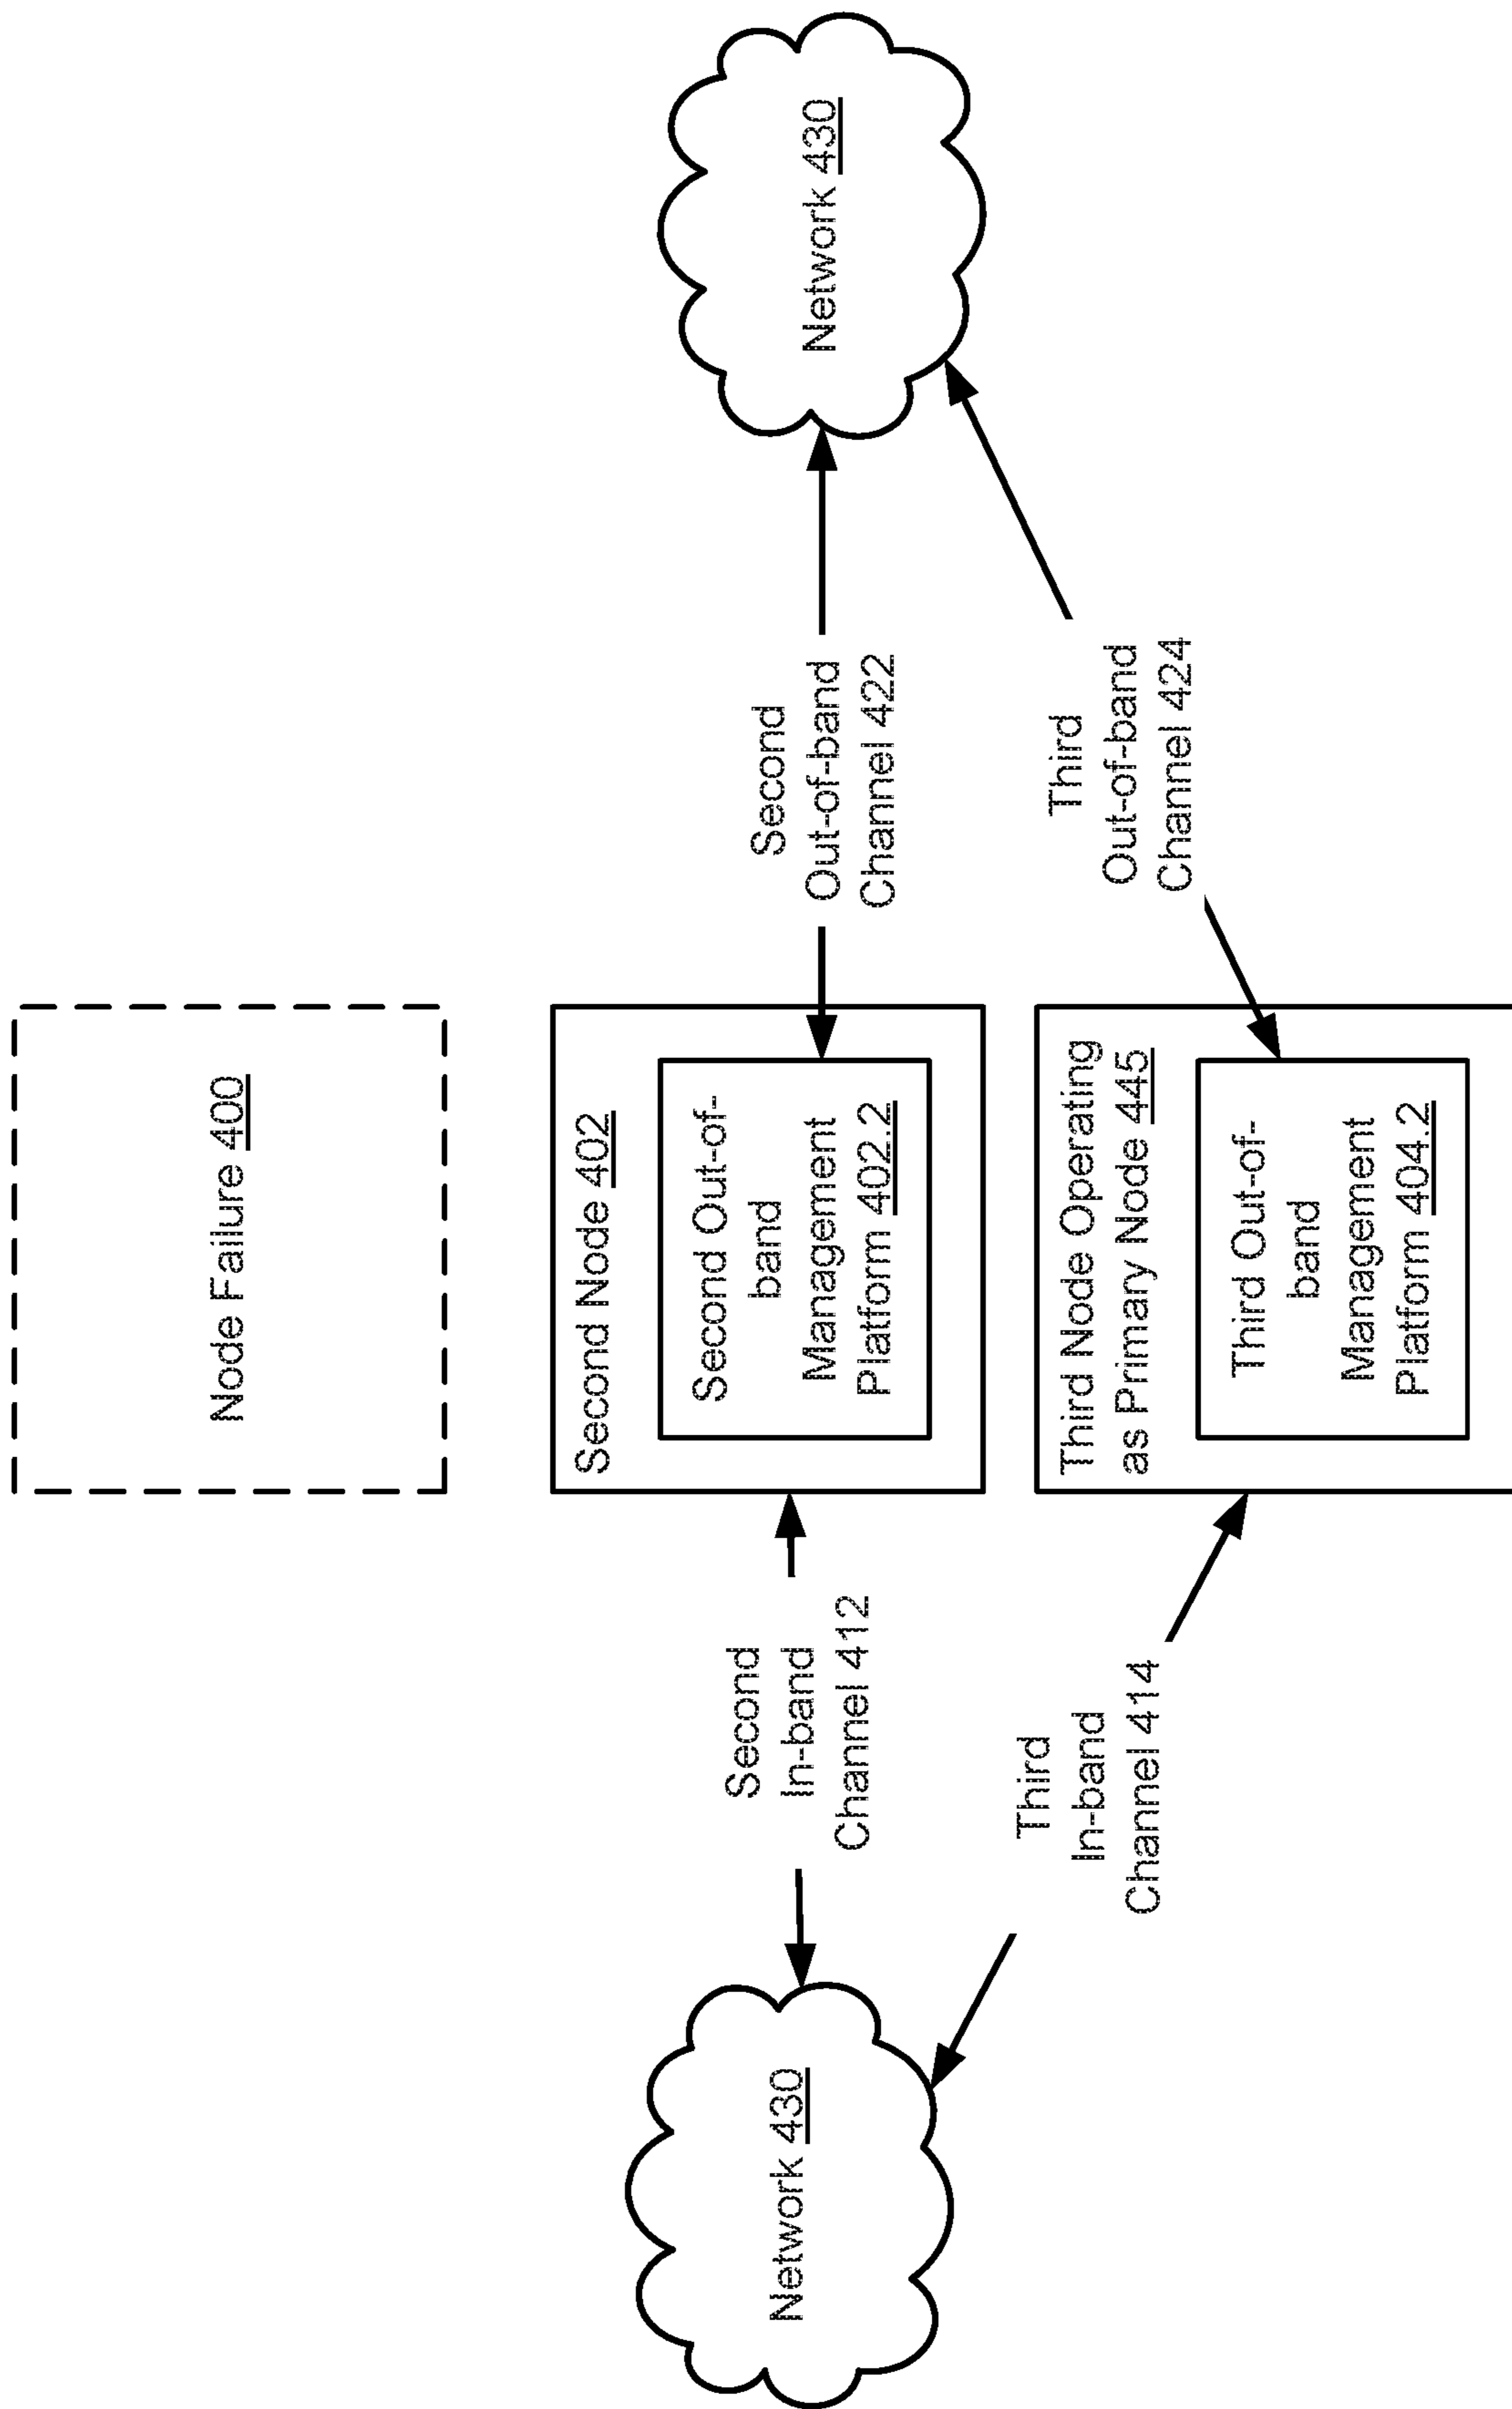 Node Failure 400
Second Node 402
Second Out-of-
band
Management
Platform 402.2
Third Node Operating
as Primary Node 445
Third Out-of-
band
Management
Platform 404.2
Second
In-band
Channel 412
Third
In-band
Channel 414
Second
Out-of-band
Channel 422
Third
Out-of-band
Channel 424
Network 430
Network 430